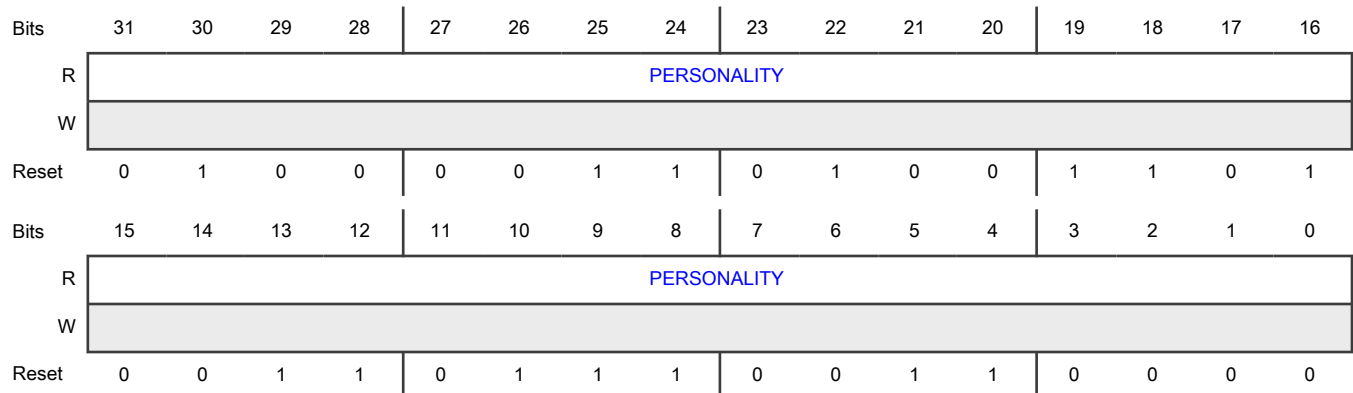 Bits 31 30 29 28 27 26 25 24 23 22 21 20 19 18 17 16
R PERSONALITY
W
Reset 0 1 0 0 0 0 1 1 0 1 0 0 1 1 0 1
Bits 15 14 13 12 11 10 9 8 7 6 5 4 3 2 1 0
R PERSONALITY
W
Reset 0 0 1 1 0 1 1 1 0 0 1 1 0 0 0 0